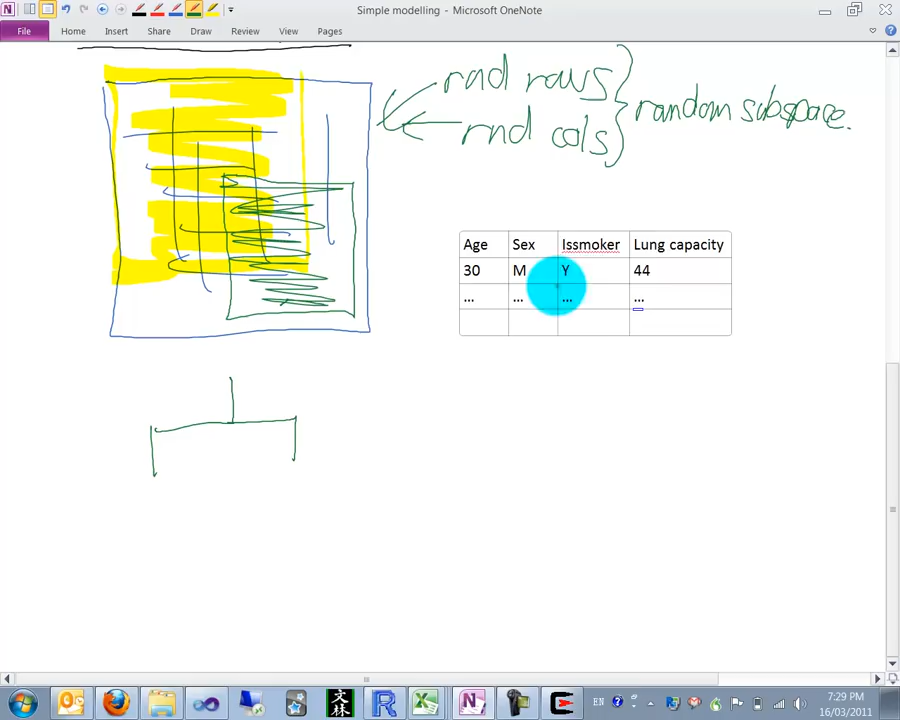 Simple modelling - Microsoft OneNote
File Home Insert Share Draw Review View Pages
rnd rows
rnd cols
random subspace.
Age Sex Issmoker Lung capacity
30 M Y 44
... ... ... ...
EN
7:29 PM
16/03/2011